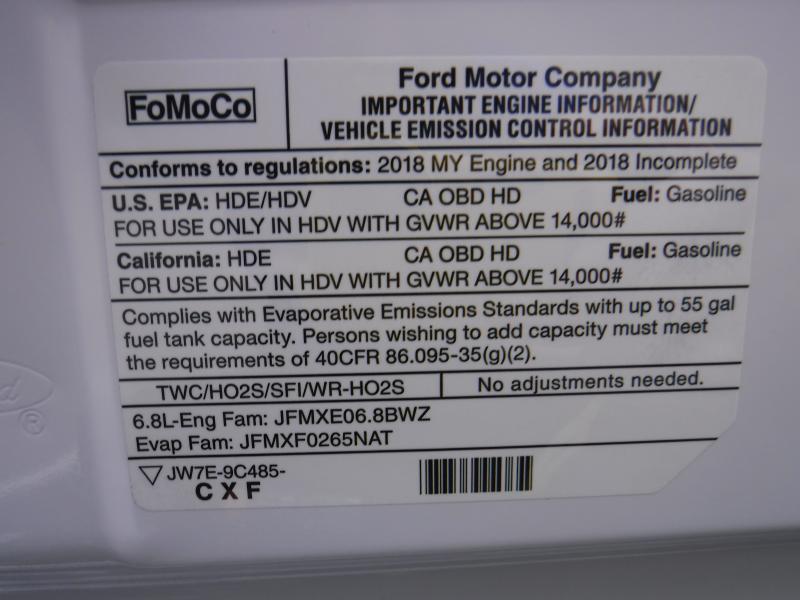 FoMoCo
Ford Motor Company
IMPORTANT ENGINE INFORMATION/
VEHICLE EMISSION CONTROL INFORMATION
Conforms to regulations: 2018 MY Engine and 2018 Incomplete
U.S. EPA: HDE/HDV CA OBD HD Fuel: Gasoline
FOR USE ONLY IN HDV WITH GVWR ABOVE 14,000#
California: HDE CA OBD HD Fuel: Gasoline
FOR USE ONLY IN HDV WITH GVWR ABOVE 14,000#
Complies with Evaporative Emissions Standards with up to 55 gal
fuel tank capacity. Persons wishing to add capacity must meet
the requirements of 40CFR 86.095-35(g)(2).
TWC/HO2S/SFI/WR-HO2S No adjustments needed.
6.8L-Eng Fam: JFMXE06.8BWZ
Evap Fam: JFMXF0265NAT
JW7E-9C485-
C X F
®